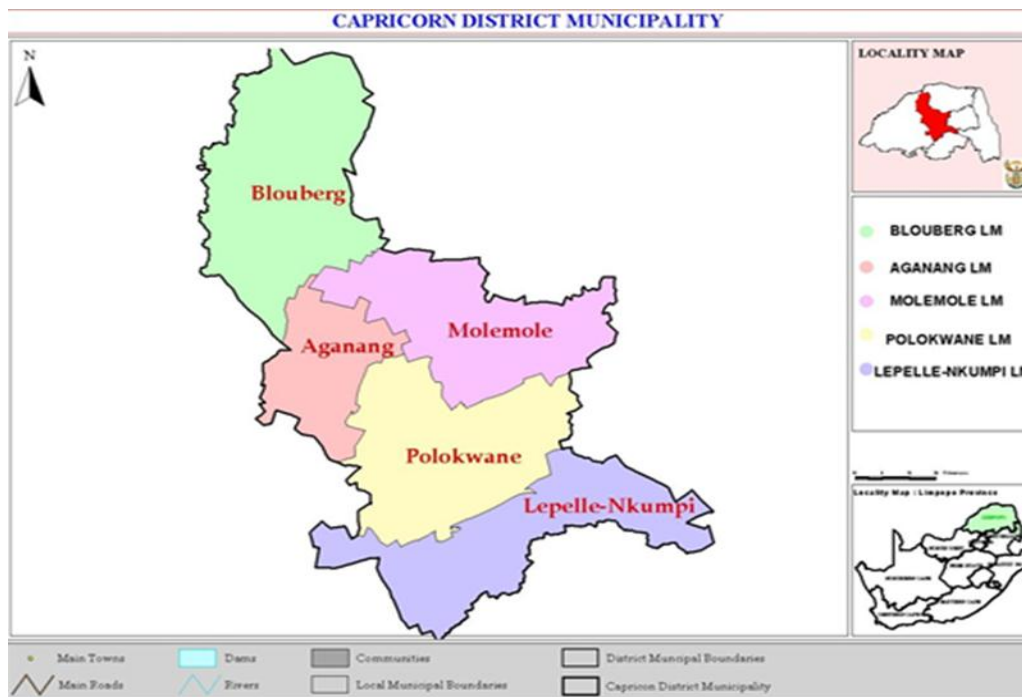 CAPRICORN DISTRICT MUNICIPALITY
N
LOCALITY MAP
Blouberg
Molemole
Aganang
Polokwane
Lepelle-Nkumpi
BLOUBERG LM
AGANANG LM
MOLEMOLE LM
POLOKWANE LM
LEPELLE-NKUMPI LM
Locality Map : Limpopo Province
Main Towns
Dams
Communities
District Muncipal Boundaries
Main Roads
Rivers
Local Municipal Boundaries
Capricon District Municipality